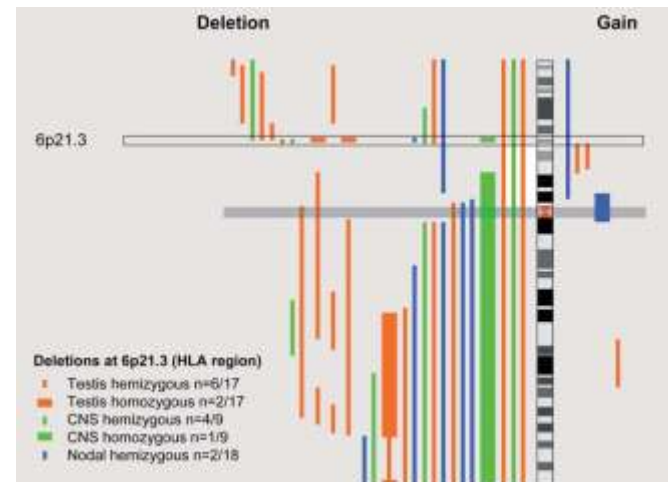 Deletion Gain
6p21.3
Deletions at 6p21.3 (HLA region)
Testis hemizygous n=6/17
Testis homozygous n=2/17
CNS hemizygous n=4/9
CNS homozygous n=1/9
Nodal hemizygous n=2/18